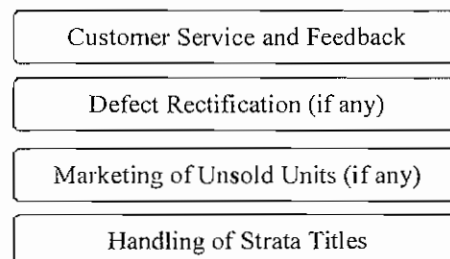 Customer Service and Feedback
Defect Rectification (if any)
Marketing of Unsold Units (if any)
Handling of Strata Titles